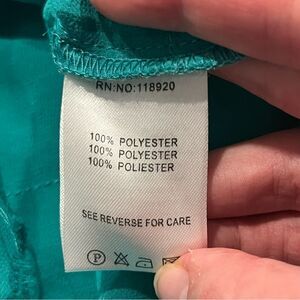 RN:NO:118920
100% POLYESTER
100% POLYESTER
100% POLIESTER
SEE REVERSE FOR CARE
P